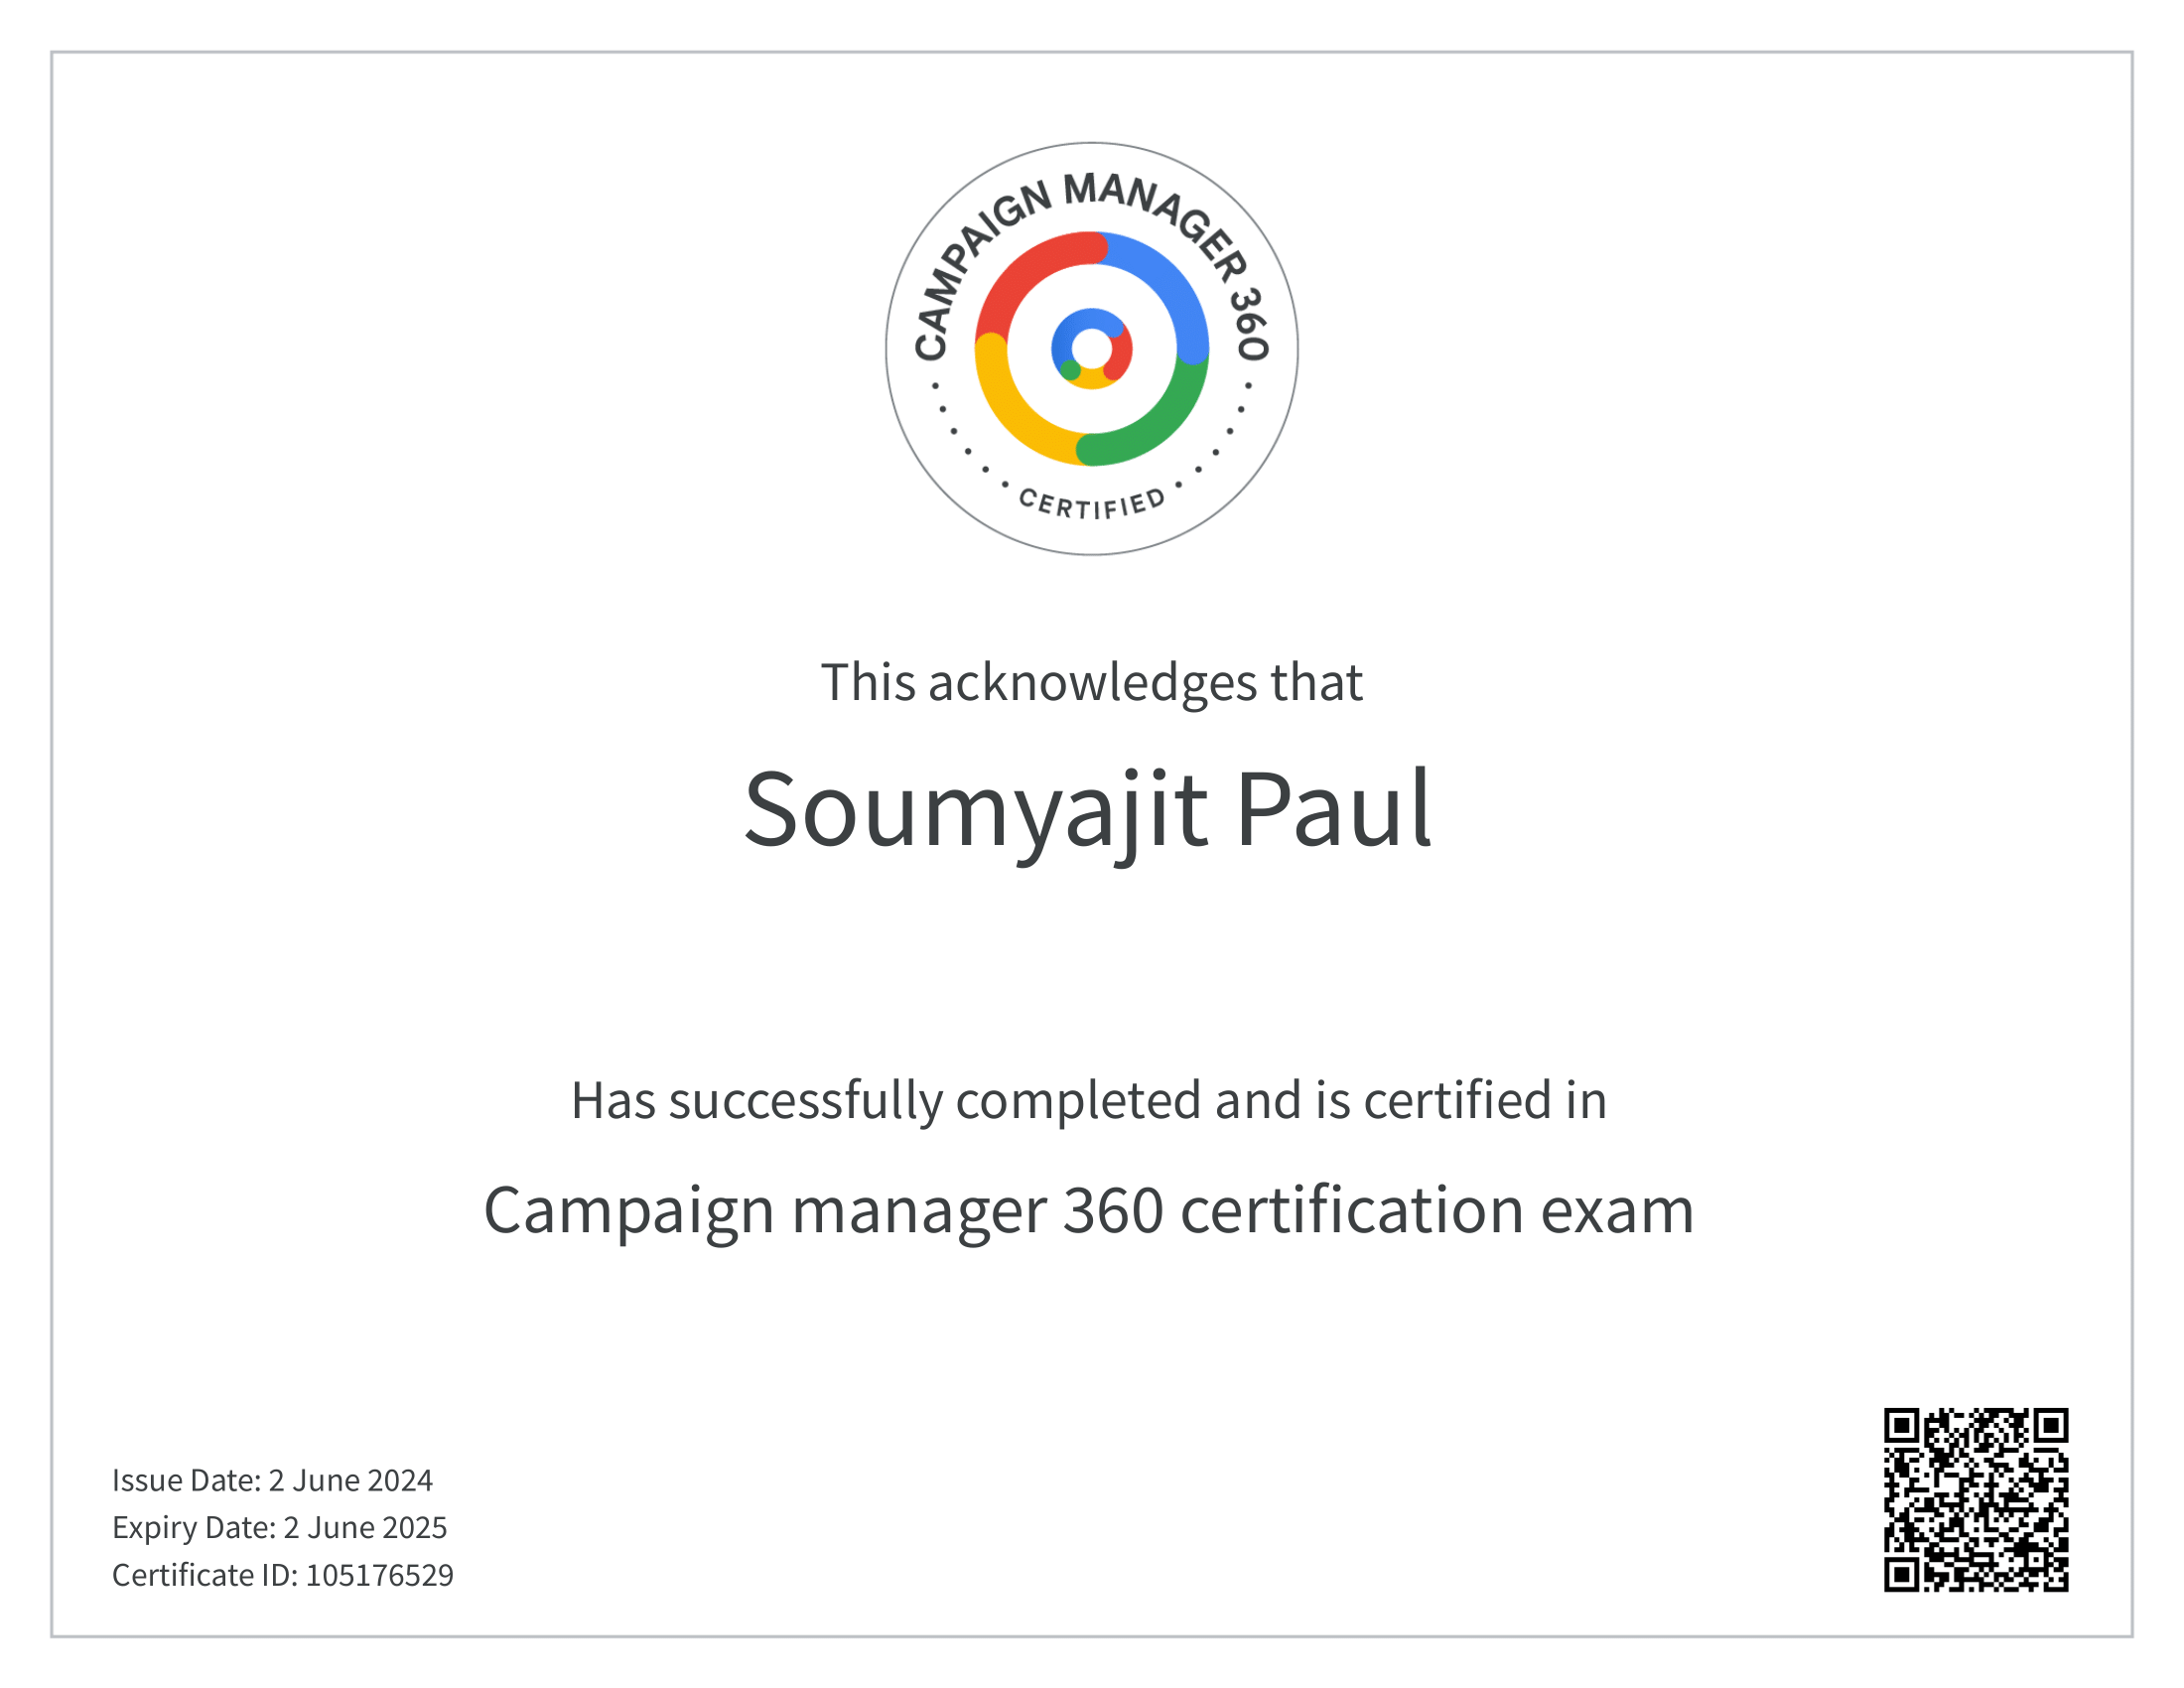 CAMPAIGN MANAGER 360
CERTIFIED
This acknowledges that
Soumyajit Paul
Has successfully completed and is certified in
Campaign manager 360 certification exam
Issue Date: 2 June 2024
Expiry Date: 2 June 2025
Certificate ID: 105176529